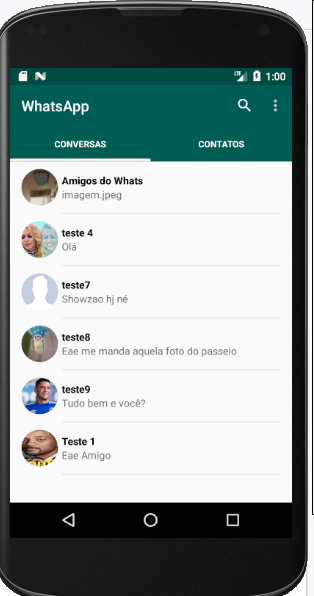 1:00
WhatsApp
CONVERSAS
CONTATOS
Amigos do Whats
imagem.jpeg
teste 4
Olá
teste7
Showzao hj né
teste8
Eae me manda aquela foto do passeio
teste9
Tudo bem e você?
Teste 1
Eae Amigo